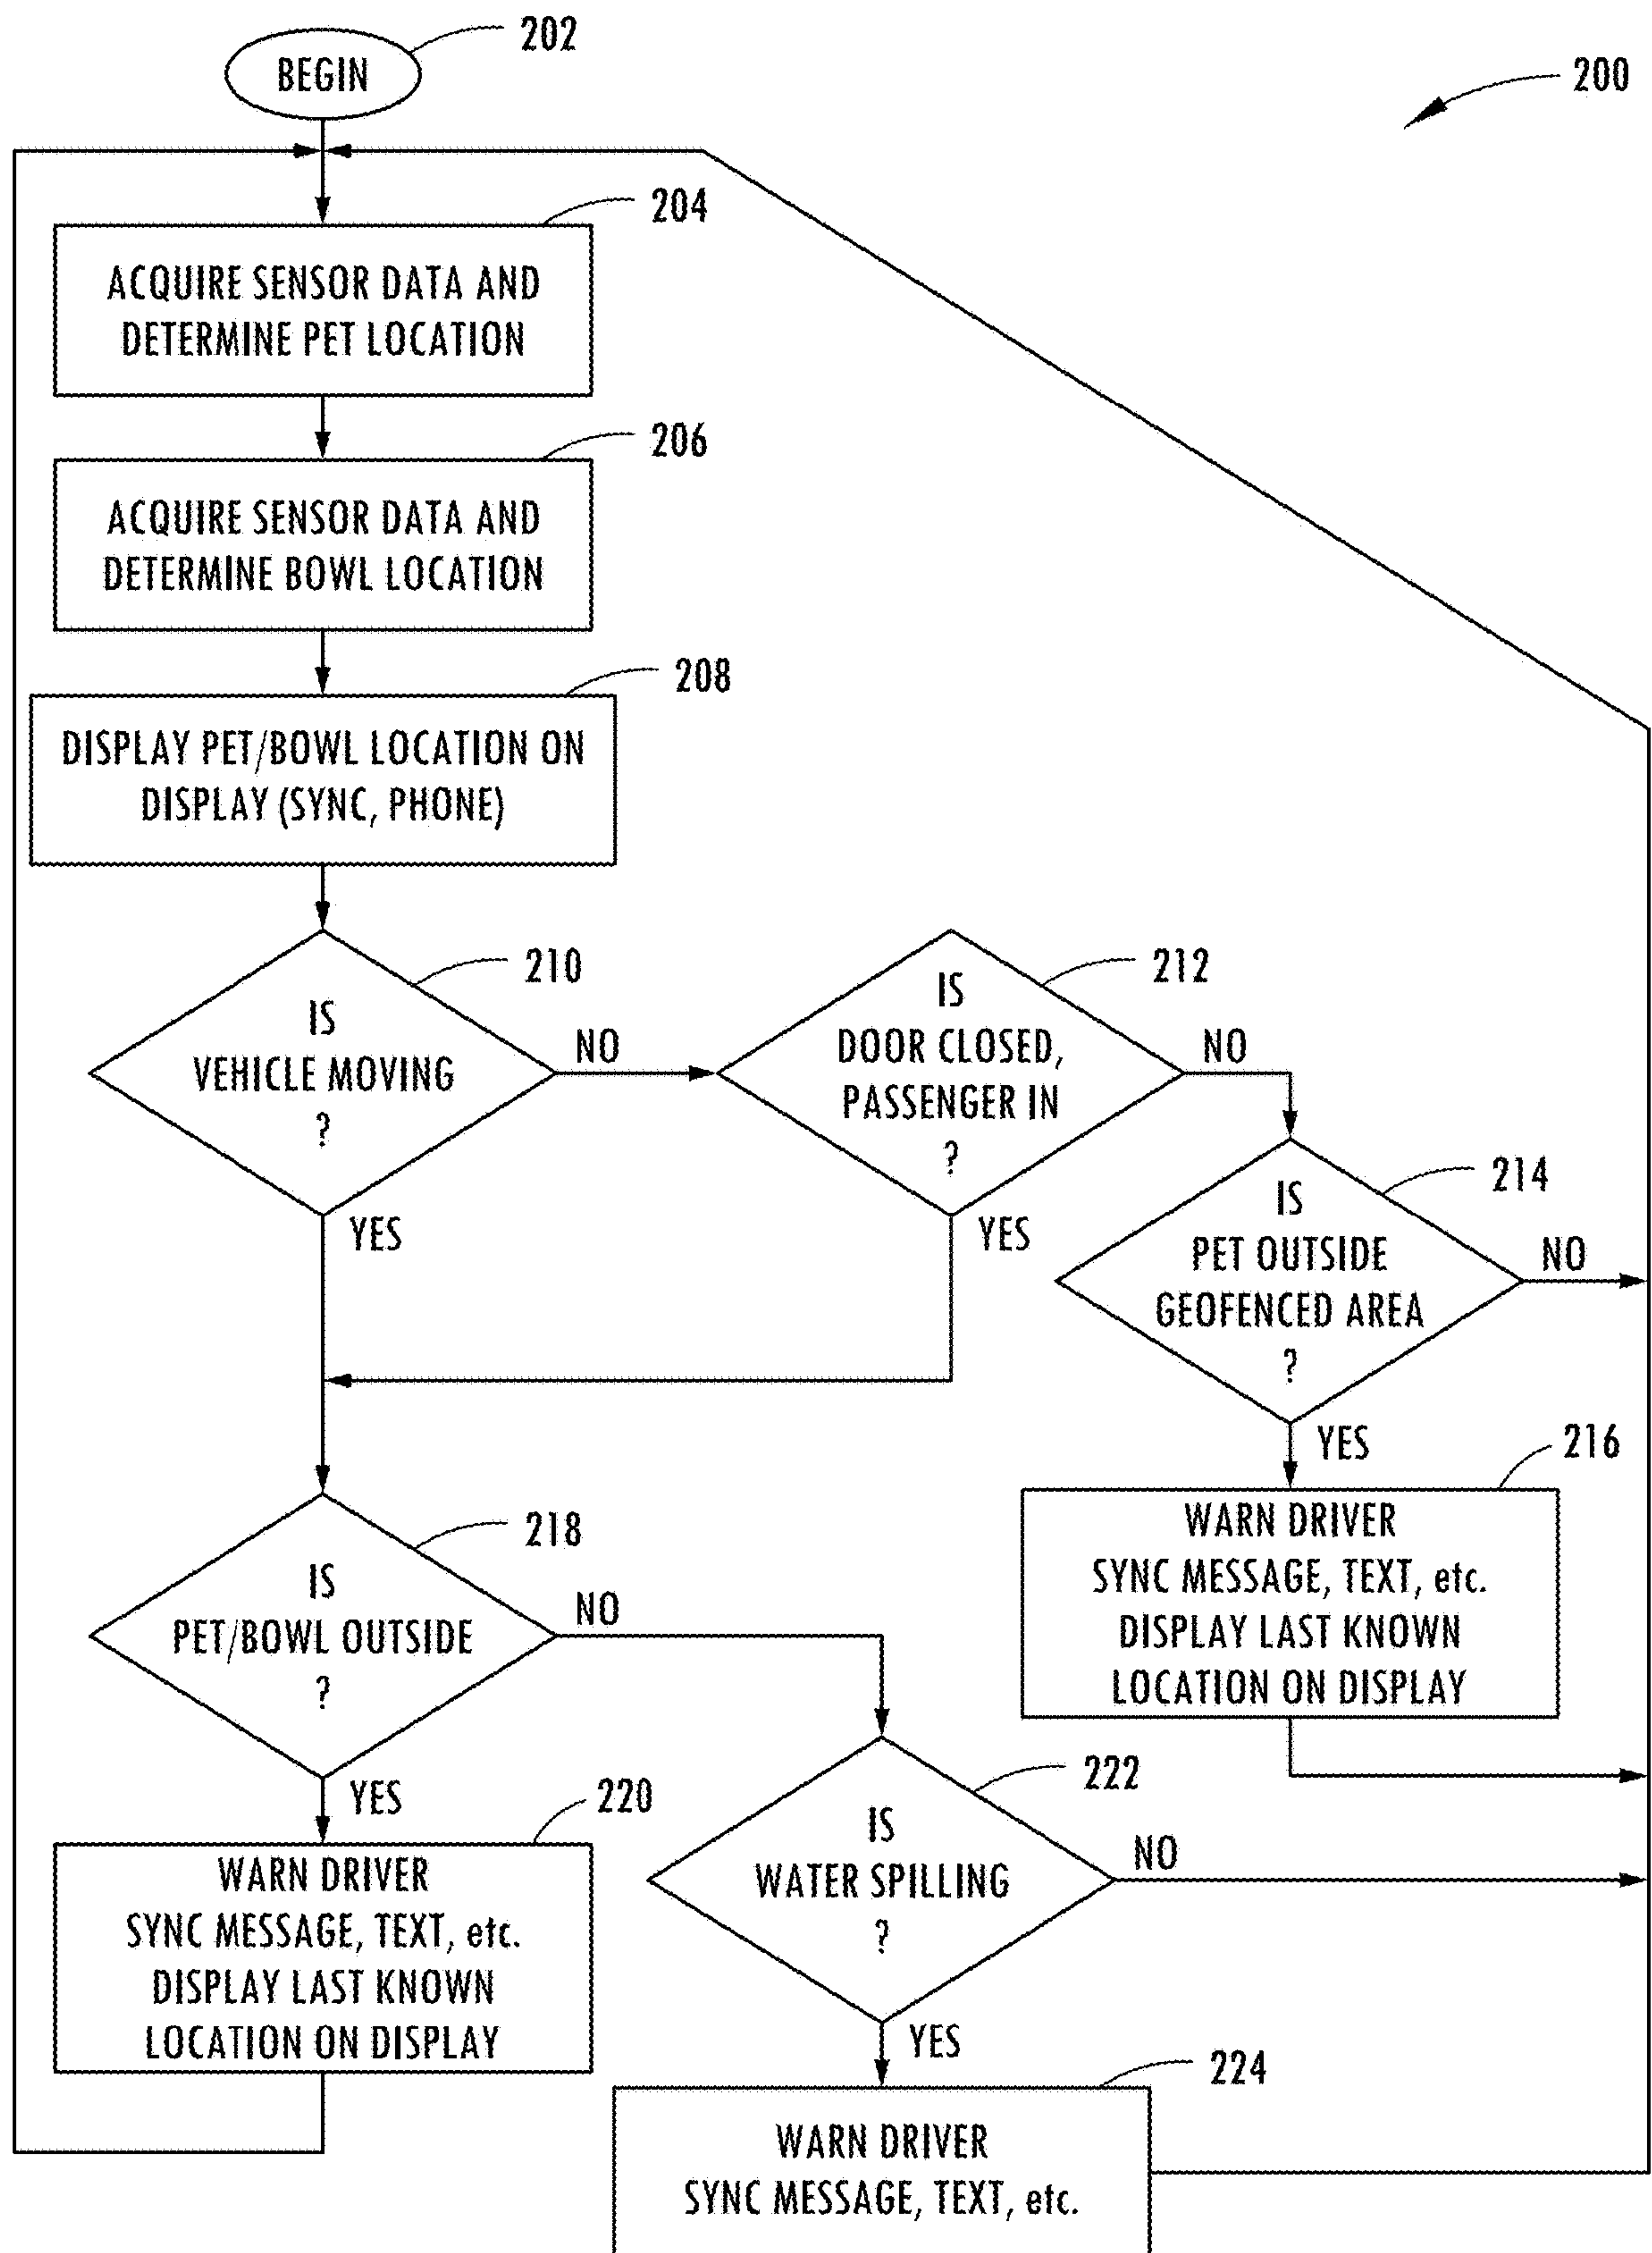 202
BEGIN
200
204
ACQUIRE SENSOR DATA AND
DETERMINE PET LOCATION
206
ACQUIRE SENSOR DATA AND
DETERMINE BOWL LOCATION
208
DISPLAY PET/BOWL LOCATION ON
DISPLAY (SYNC, PHONE)
210
IS
VEHICLE MOVING
?
NO
YES
212
IS
DOOR CLOSED,
PASSENGER IN
?
NO
YES
214
IS
PET OUTSIDE
GEOFENCED AREA
?
NO
YES
216
WARN DRIVER
SYNC MESSAGE, TEXT, etc.
DISPLAY LAST KNOWN
LOCATION ON DISPLAY
218
IS
PET/BOWL OUTSIDE
?
NO
YES
220
WARN DRIVER
SYNC MESSAGE, TEXT, etc.
DISPLAY LAST KNOWN
LOCATION ON DISPLAY
222
IS
WATER SPILLING
?
NO
YES
224
WARN DRIVER
SYNC MESSAGE, TEXT, etc.